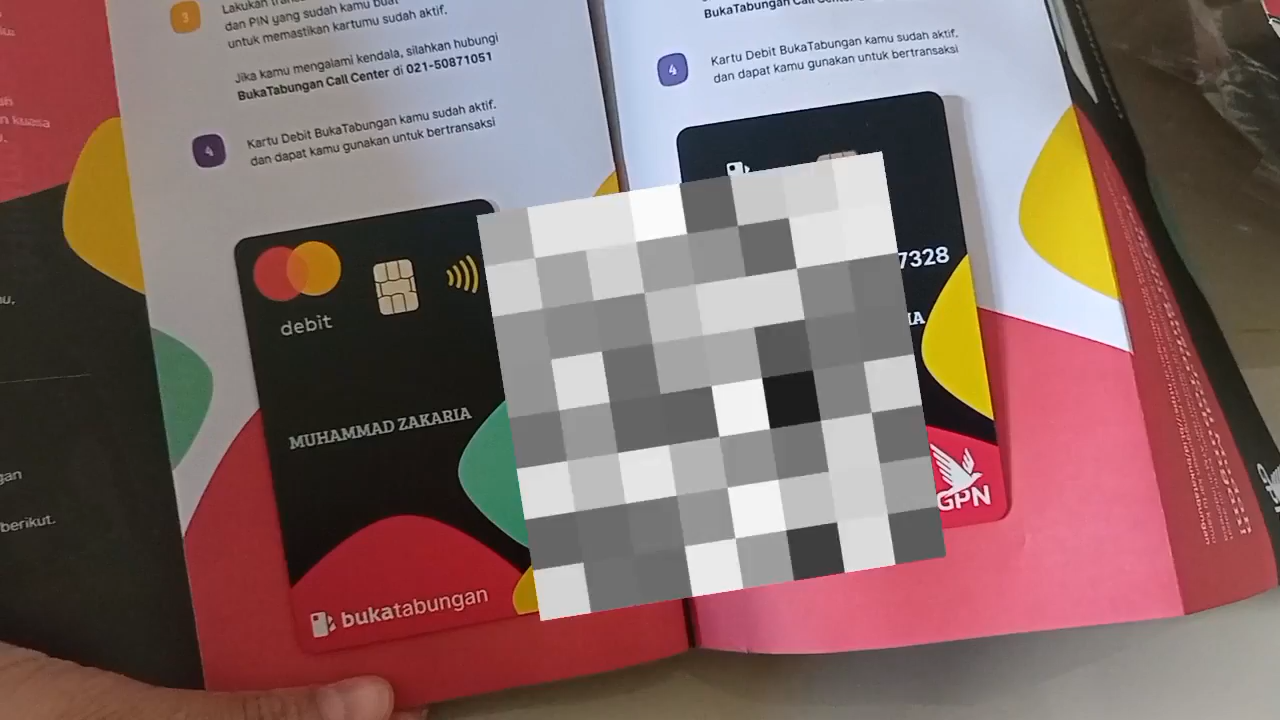 3
Lakukan
dan PIN yang sudah kamu buat
untuk memastikan kartumu sudah aktif.
Jika kamu mengalami kendala, silahkan hubungi
BukaTabungan Call Center di 021-50871051
4
Kartu Debit BukaTabungan kamu sudah aktif.
dan dapat kamu gunakan untuk bertransaksi
debit
MUHAMMAD ZAKARIA
bukatabungan
n kuasa
berikut.
BukaTabungan Call
4
Kartu Debit BukaTabungan kamu sudah aktif.
dan dapat kamu gunakan untuk bertransaksi
7328
IA
GPN